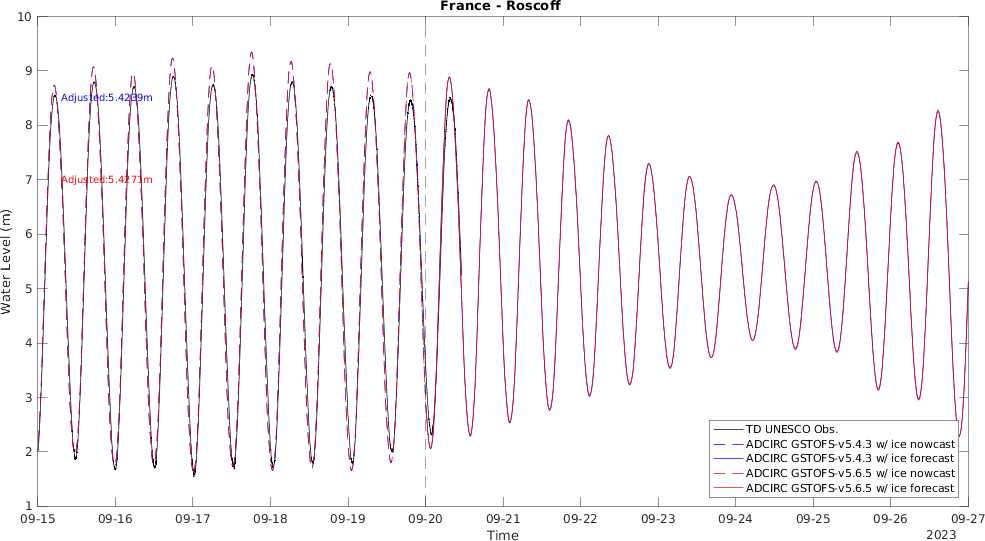 France - Roscoff
10
9
8
7
6
5
4
3
2
1
Water Level (m)
Adjusted:5.4239m
Adjusted:5.4271m
TD UNESCO Obs.
ADCIRC GSTOFS-v5.4.3 w/ ice nowcast
ADCIRC GSTOFS-v5.4.3 w/ ice forecast
ADCIRC GSTOFS-v5.6.5 w/ ice nowcast
ADCIRC GSTOFS-v5.6.5 w/ ice forecast
09-15 09-16 09-17 09-18 09-19 09-20 09-21 09-22 09-23 09-24 09-25 09-26 09-27
Time
2023